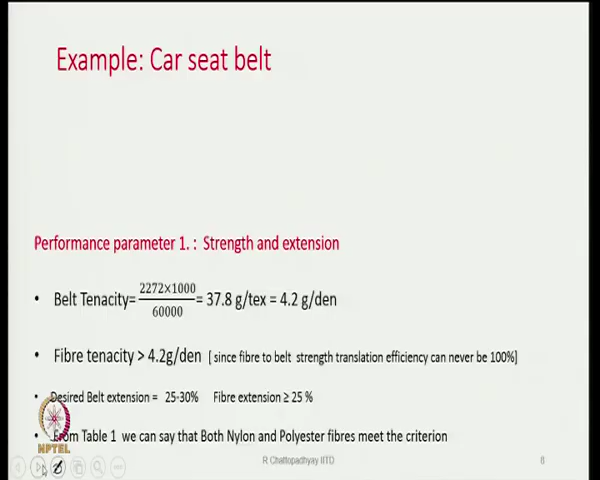 Example: Car seat belt
Performance parameter 1. : Strength and extension
• Belt Tenacity= 2272×1000/60000 = 37.8 g/tex = 4.2 g/den
• Fibre tenacity > 4.2g/den [ since fibre to belt strength translation efficiency can never be 100%]
• Desired Belt extension = 25-30% Fibre extension ≥ 25 %
• From Table 1 we can say that Both Nylon and Polyester fibres meet the criterion
NPTEL
R Chattopadhyay IITD
8